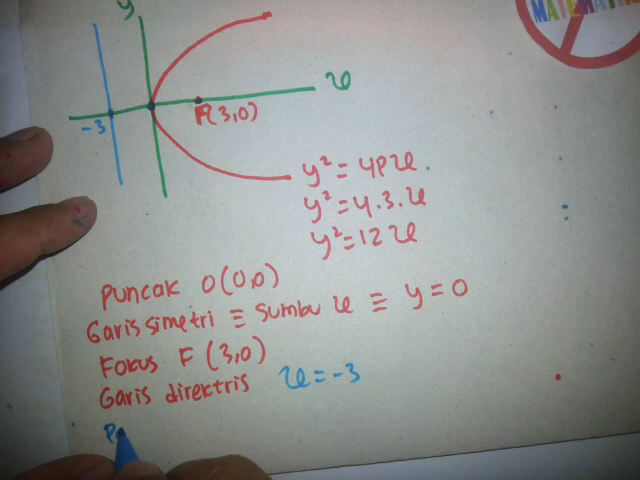 MATEMATIKA
y
x
-3
F(3,0)
y² = 4px
y² = 4.3.x
y² = 12x
Puncak O(0,0)
Garis simetri ≡ sumbu x ≡ y = 0
Fokus F (3,0)
Garis direktris x = -3
P